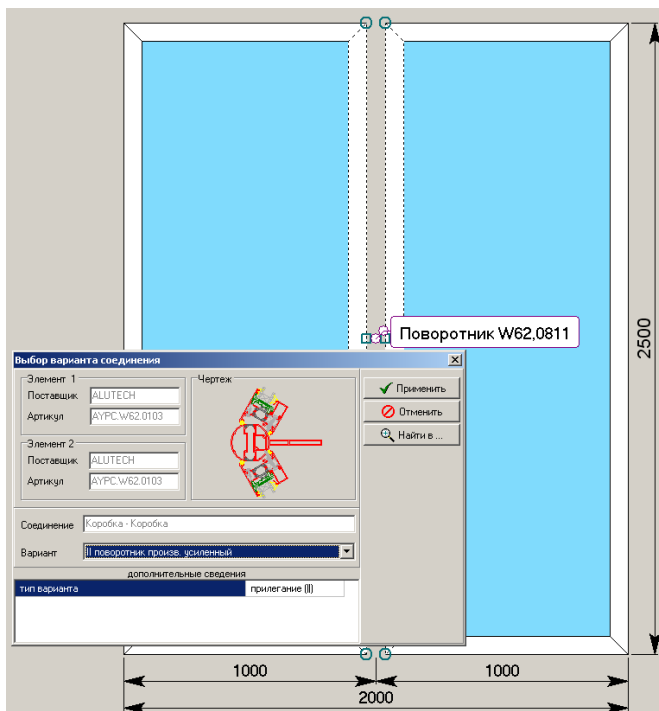 Поворотник W62,0811
2500
Выбор варианта соединения
Элемент 1
Поставщик ALUTECH
Артикул AYPC.W62.0103
Элемент 2
Поставщик ALUTECH
Артикул AYPC.W62.0103
Чертеж
Применить
Отменить
Найти в ...
Соединение Коробка - Коробка
Вариант II поворотник произв. усиленный
дополнительные сведения
тип варианта прилегание (II)
1000 1000
2000